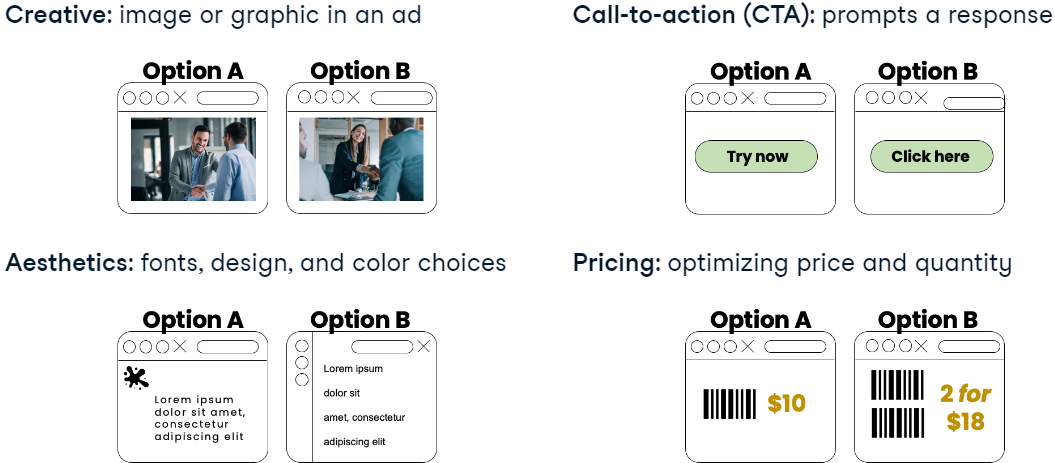 Creative: image or graphic in an ad
Option A
Option B
Call-to-action (CTA): prompts a response
Option A
Option B
Try now
Click here
Aesthetics: fonts, design, and color choices
Option A
Option B
Lorem ipsum
dolor sit amet,
consectetur
adipiscing elit
Lorem ipsum
dolor sit
amet, consectetur
adipiscing elit
Pricing: optimizing price and quantity
Option A
Option B
$10
2 for
$18